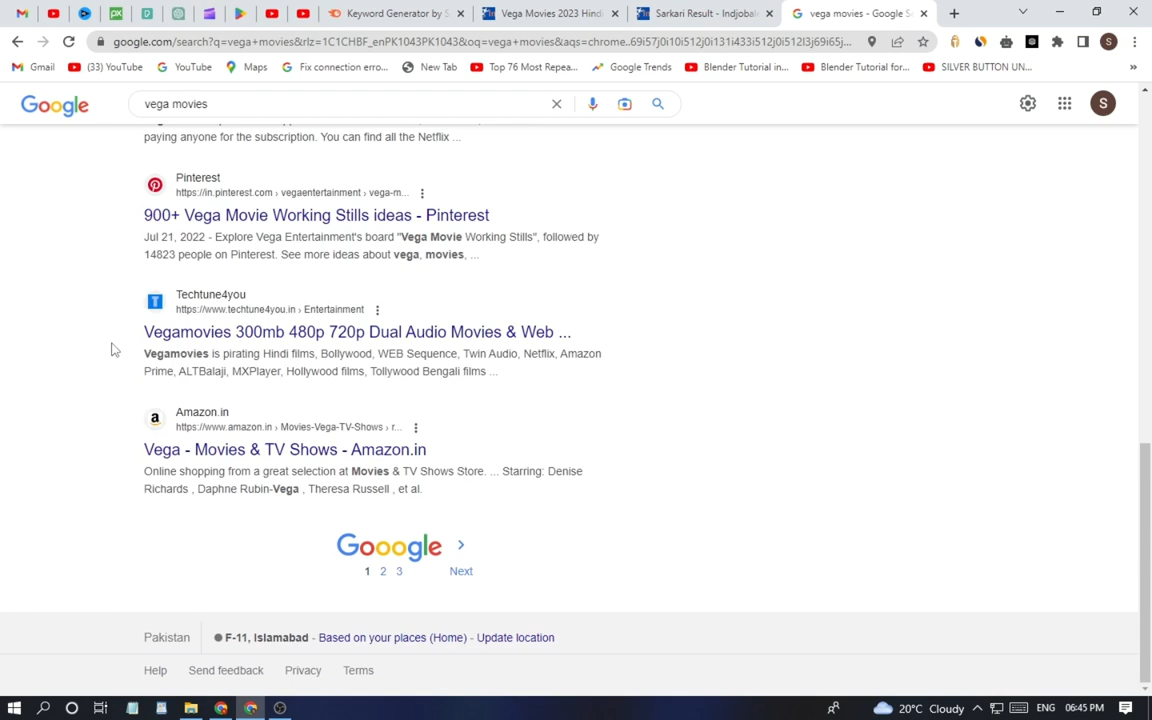 Keyword Generator by S
Vega Movies 2023 Hindi
Sarkari Result - Indjobal
vega movies - Google Se
google.com/search?q=vega+movies&rlz=1C1CHBF_enPK1043PK1043&oq=vega+movies&aqs=chrome..69i57j0i10i512j0i131i433i512j0i512l3j69i65j...
S
Gmail
(33) YouTube
YouTube
Maps
Fix connection erro...
New Tab
Top 76 Most Repea...
Google Trends
Blender Tutorial in...
Blender Tutorial for...
SILVER BUTTON UN...
Google
vega movies
S
paying anyone for the subscription. You can find all the Netflix ...
Pinterest
https://in.pinterest.com › vegaentertainment › vega-m...
900+ Vega Movie Working Stills ideas - Pinterest
Jul 21, 2022 - Explore Vega Entertainment's board "Vega Movie Working Stills", followed by
14823 people on Pinterest. See more ideas about vega, movies, ...
Techtune4you
https://www.techtune4you.in › Entertainment
Vegamovies 300mb 480p 720p Dual Audio Movies & Web ...
Vegamovies is pirating Hindi films, Bollywood, WEB Sequence, Twin Audio, Netflix, Amazon
Prime, ALTBalaji, MXPlayer, Hollywood films, Tollywood Bengali films ...
Amazon.in
https://www.amazon.in › Movies-Vega-TV-Shows › r...
Vega - Movies & TV Shows - Amazon.in
Online shopping from a great selection at Movies & TV Shows Store. ... Starring: Denise
Richards , Daphne Rubin-Vega , Theresa Russell , et al.
Gooogle
1 2 3 Next
Pakistan
F-11, Islamabad - Based on your places (Home) - Update location
Help Send feedback Privacy Terms
20°C Cloudy
ENG
06:45 PM